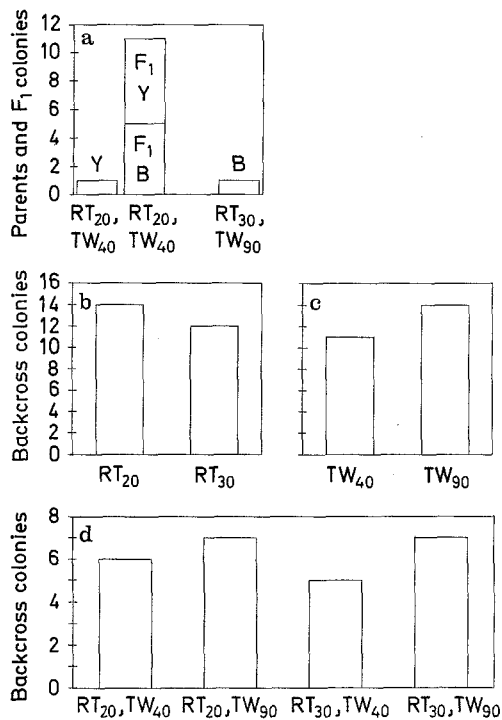 Parents and F₁ colonies
12
10
8
6
4
2
0
a
Y
F₁
Y
F₁
B
B
RT₂₀,
TW₄₀
RT₂₀,
TW₄₀
RT₃₀,
TW₉₀
Backcross colonies
16
14
12
10
8
6
4
2
0
b
RT₂₀
RT₃₀
c
TW₄₀
TW₉₀
Backcross colonies
8
6
4
2
0
d
RT₂₀,TW₄₀
RT₂₀,TW₉₀
RT₃₀,TW₄₀
RT₃₀,TW₉₀